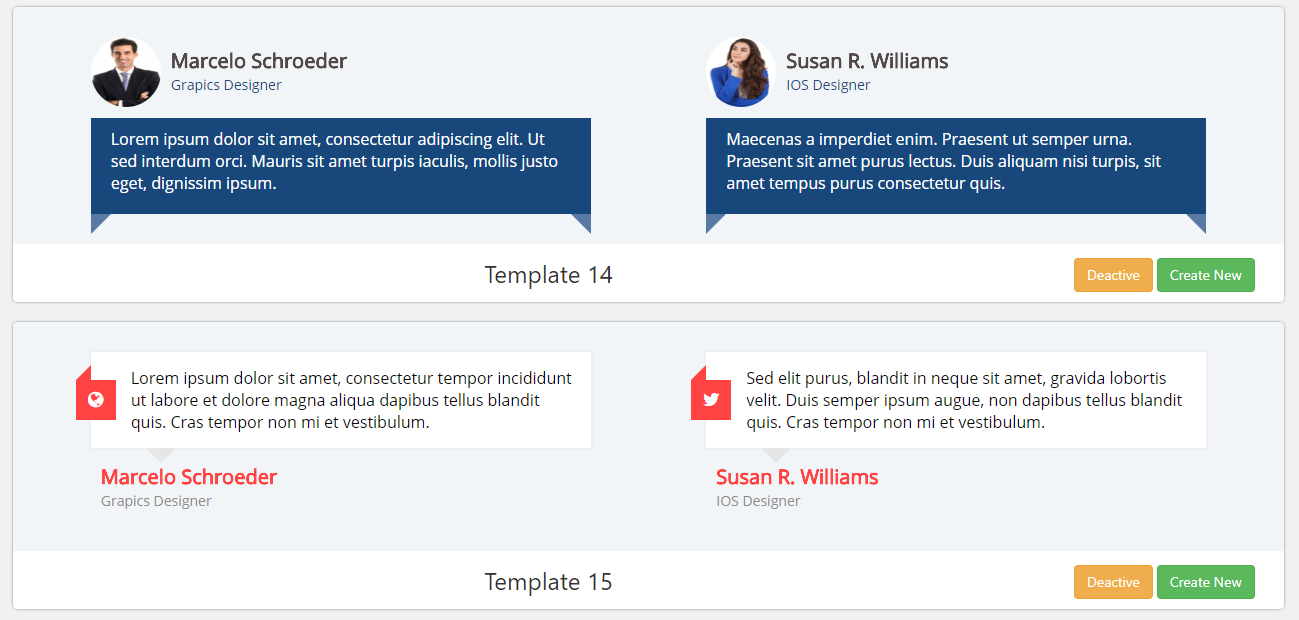 Marcelo Schroeder
Grapics Designer
Lorem ipsum dolor sit amet, consectetur adipiscing elit. Ut
sed interdum orci. Mauris sit amet turpis iaculis, mollis justo
eget, dignissim ipsum.
Susan R. Williams
IOS Designer
Maecenas a imperdiet enim. Praesent ut semper urna.
Praesent sit amet purus lectus. Duis aliquam nisi turpis, sit
amet tempus purus consectetur quis.
Template 14
Deactive
Create New
Lorem ipsum dolor sit amet, consectetur tempor incididunt
ut labore et dolore magna aliqua dapibus tellus blandit
quis. Cras tempor non mi et vestibulum.
Marcelo Schroeder
Grapics Designer
Sed elit purus, blandit in neque sit amet, gravida lobortis
velit. Duis semper ipsum augue, non dapibus tellus blandit
quis. Cras tempor non mi et vestibulum.
Susan R. Williams
IOS Designer
Template 15
Deactive
Create New